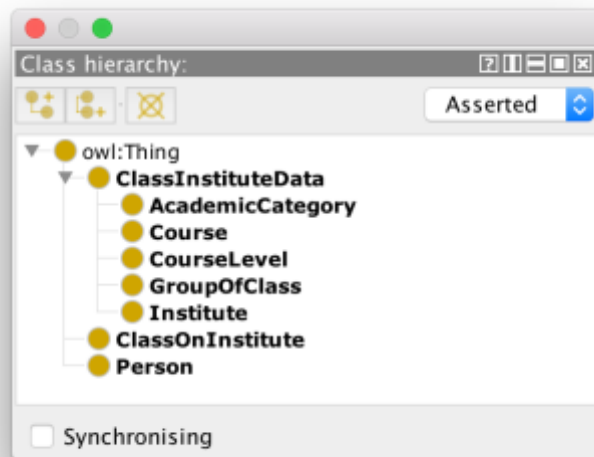 Class hierarchy:
Asserted
owl:Thing
ClassInstituteData
AcademicCategory
Course
CourseLevel
GroupOfClass
Institute
ClassOnInstitute
Person
Synchronising